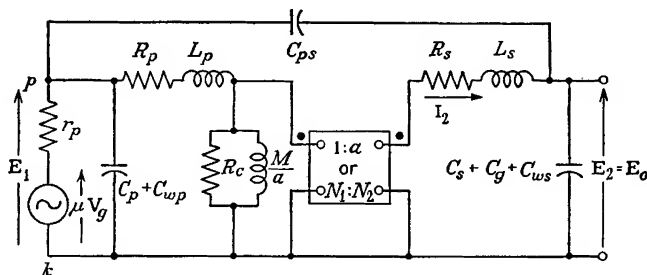 C_ps
R_p L_p
R_s L_s
p
I_2
r_p
E_1
C_p + C_wp
R_c M/a
1:a
or
N_1:N_2
C_s + C_g + C_ws
E_2 = E_o
μ V_g
k